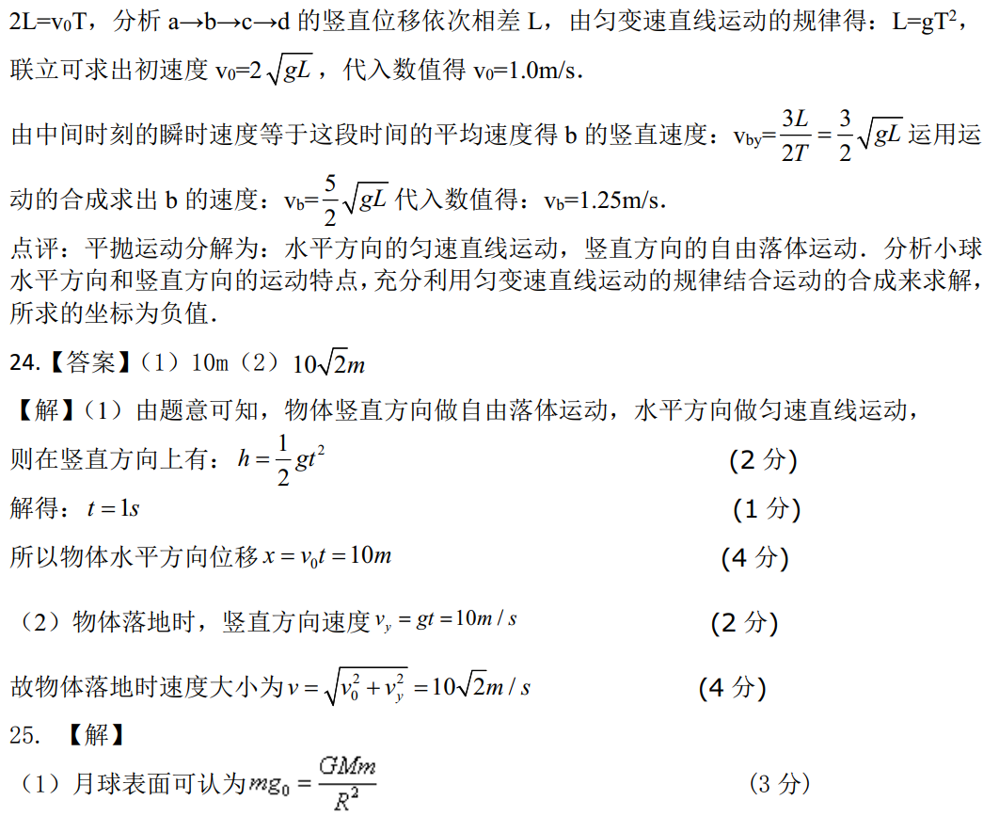 2L=v₀T，分析 a→b→c→d 的竖直位移依次相差 L，由匀变速直线运动的规律得：L=gT²，
联立可求出初速度 v₀=2√gL，代入数值得 v₀=1.0m/s．
由中间时刻的瞬时速度等于这段时间的平均速度得 b 的竖直速度：v_by=3L/2T=3/2√gL 运用运
动的合成求出 b 的速度：v_b=5/2√gL 代入数值得：v_b=1.25m/s．
点评：平抛运动分解为：水平方向的匀速直线运动，竖直方向的自由落体运动．分析小球
水平方向和竖直方向的运动特点，充分利用匀变速直线运动的规律结合运动的合成来求解，
所求的坐标为负值．
24.【答案】（1）10m（2）10√2m
【解】（1）由题意可知，物体竖直方向做自由落体运动，水平方向做匀速直线运动，
则在竖直方向上有：h=1/2gt² (2 分)
解得：t=1s (1 分)
所以物体水平方向位移 x=v₀t=10m (4 分)
（2）物体落地时，竖直方向速度 v_y=gt=10m/s (2 分)
故物体落地时速度大小为 v=√(v₀²+v_y²)=10√2m/s (4 分)
25. 【解】
（1）月球表面可认为 mg₀=GMm/R² (3 分)